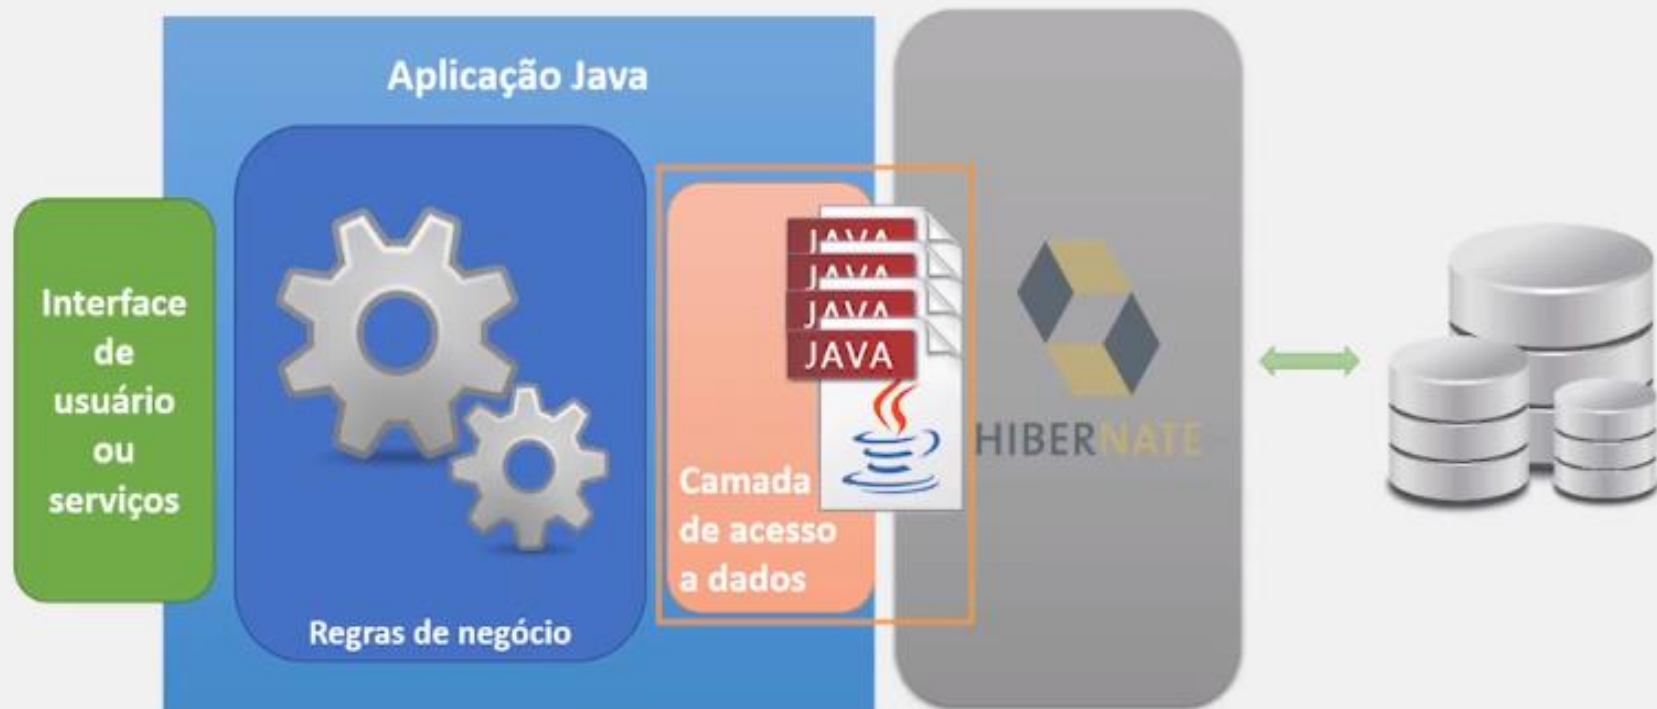 Aplicação Java
Interface
de
usuário
ou
serviços
Regras de negócio
JAVA
JAVA
JAVA
JAVA
Camada
de acesso
a dados
HIBERNATE